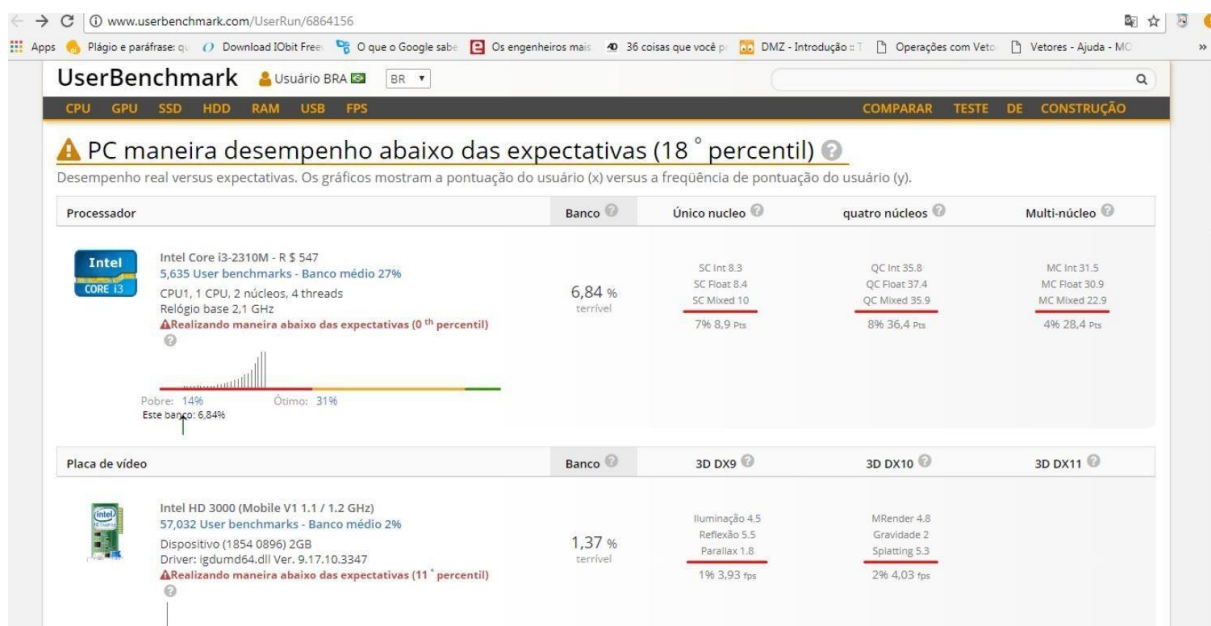 www.userbenchmark.com/UserRun/6864156
Apps Plágio e paráfrase: qu Download IObit Free O que o Google sabe Os engenheiros mais 36 coisas que você p DMZ - Introdução :: T Operações com Veto Vetores - Ajuda - MC »
UserBenchmark Usuário BRA BR
CPU GPU SSD HDD RAM USB FPS COMPARAR TESTE DE CONSTRUÇÃO
PC maneira desempenho abaixo das expectativas (18 ° percentil) ?
Desempenho real versus expectativas. Os gráficos mostram a pontuação do usuário (x) versus a freqüência de pontuação do usuário (y).
Processador Banco ? Único nucleo ? quatro núcleos ? Multi-núcleo ?
Intel CORE i3
Intel Core i3-2310M - R $ 547
5,635 User benchmarks - Banco médio 27%
CPU1, 1 CPU, 2 núcleos, 4 threads
Relógio base 2,1 GHz
Realizando maneira abaixo das expectativas (0 th percentil)
?
6,84 %
terrível
SC Int 8.3
SC Float 8.4
SC Mixed 10
7% 8,9 Pts
QC Int 35.8
QC Float 37.4
QC Mixed 35.9
8% 36,4 Pts
MC Int 31.5
MC Float 30.9
MC Mixed 22.9
4% 28,4 Pts
Pobre: 14% Ótimo: 31%
Este banco: 6,84%
Placa de vídeo Banco ? 3D DX9 ? 3D DX10 ? 3D DX11 ?
Intel HD 3000 (Mobile V1 1.1 / 1.2 GHz)
57,032 User benchmarks - Banco médio 2%
Dispositivo (1854 0896) 2GB
Driver: igdumd64.dll Ver. 9.17.10.3347
Realizando maneira abaixo das expectativas (11 ° percentil)
?
1,37 %
terrível
Iluminação 4.5
Reflexão 5.5
Parallax 1.8
1% 3,93 fps
MRender 4.8
Gravidade 2
Splatting 5.3
2% 4,03 fps